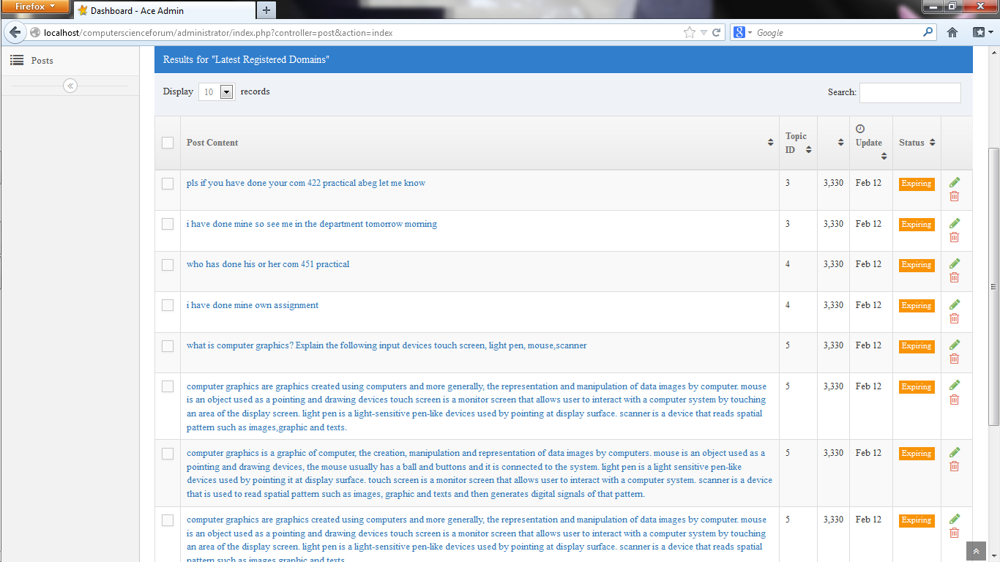 Firefox
Dashboard - Ace Admin
localhost/computerscienceforum/administrator/index.php?controller=post&action=index
Google
Posts
Results for "Latest Registered Domains"
Display 10 records
Search:
Post Content
Topic ID
Update
Status
pls if you have done your com 422 practical abeg let me know 3 3,330 Feb 12 Expiring
i have done mine so see me in the department tomorrow morning 3 3,330 Feb 12 Expiring
who has done his or her com 451 practical 4 3,330 Feb 12 Expiring
i have done mine own assignment 4 3,330 Feb 12 Expiring
what is computer graphics? Explain the following input devices touch screen, light pen, mouse,scanner 5 3,330 Feb 12 Expiring
computer graphics are graphics created using computers and more generally, the representation and manipulation of data images by computer. mouse 5 3,330 Feb 12 Expiring
is an object used as a pointing and drawing devices touch screen is a monitor screen that allows user to interact with a computer system by touching
an area of the display screen. light pen is a light-sensitive pen-like devices used by pointing at display surface. scanner is a device that reads spatial
pattern such as images,graphic and texts.
computer graphics is a graphic of computer, the creation, manipulation and representation of data images by computers. mouse is an object used as a 5 3,330 Feb 12 Expiring
pointing and drawing devices, the mouse usually has a ball and buttons and it is connected to the system. light pen is a light sensitive pen-like
devices used by pointing it at display surface. touch screen is a monitor screen that allows user to interact with a computer system. scanner is a device
that is used to read spatial pattern such as images, graphic and texts and then generates digital signals of that pattern.
computer graphics are graphics created using computers and more generally, the representation and manipulation of data images by computer. mouse 5 3,330 Feb 12 Expiring
is an object used as a pointing and drawing devices touch screen is a monitor screen that allows user to interact with a computer system by touching
an area of the display screen. light pen is a light-sensitive pen-like devices used by pointing at display surface. scanner is a device that reads spatial
pattern such as images,graphic and texts.